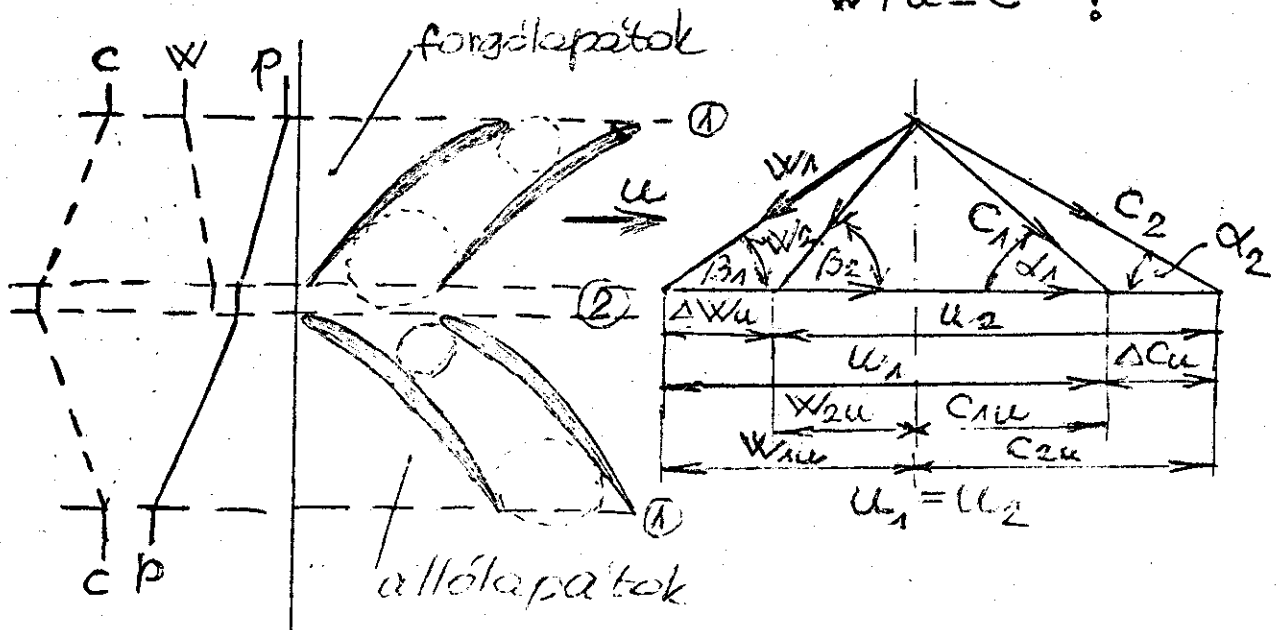 w+u=c !
c w p
forgólapátok
①
u
w₁ w₂ c₁ c₂
β₁ β₂ α₁ α₂
②
Δwu u₂
w₁ Δcu
w₂u c₁u
w₁u c₂u
u₁=u₂
①
c p
állólapátok